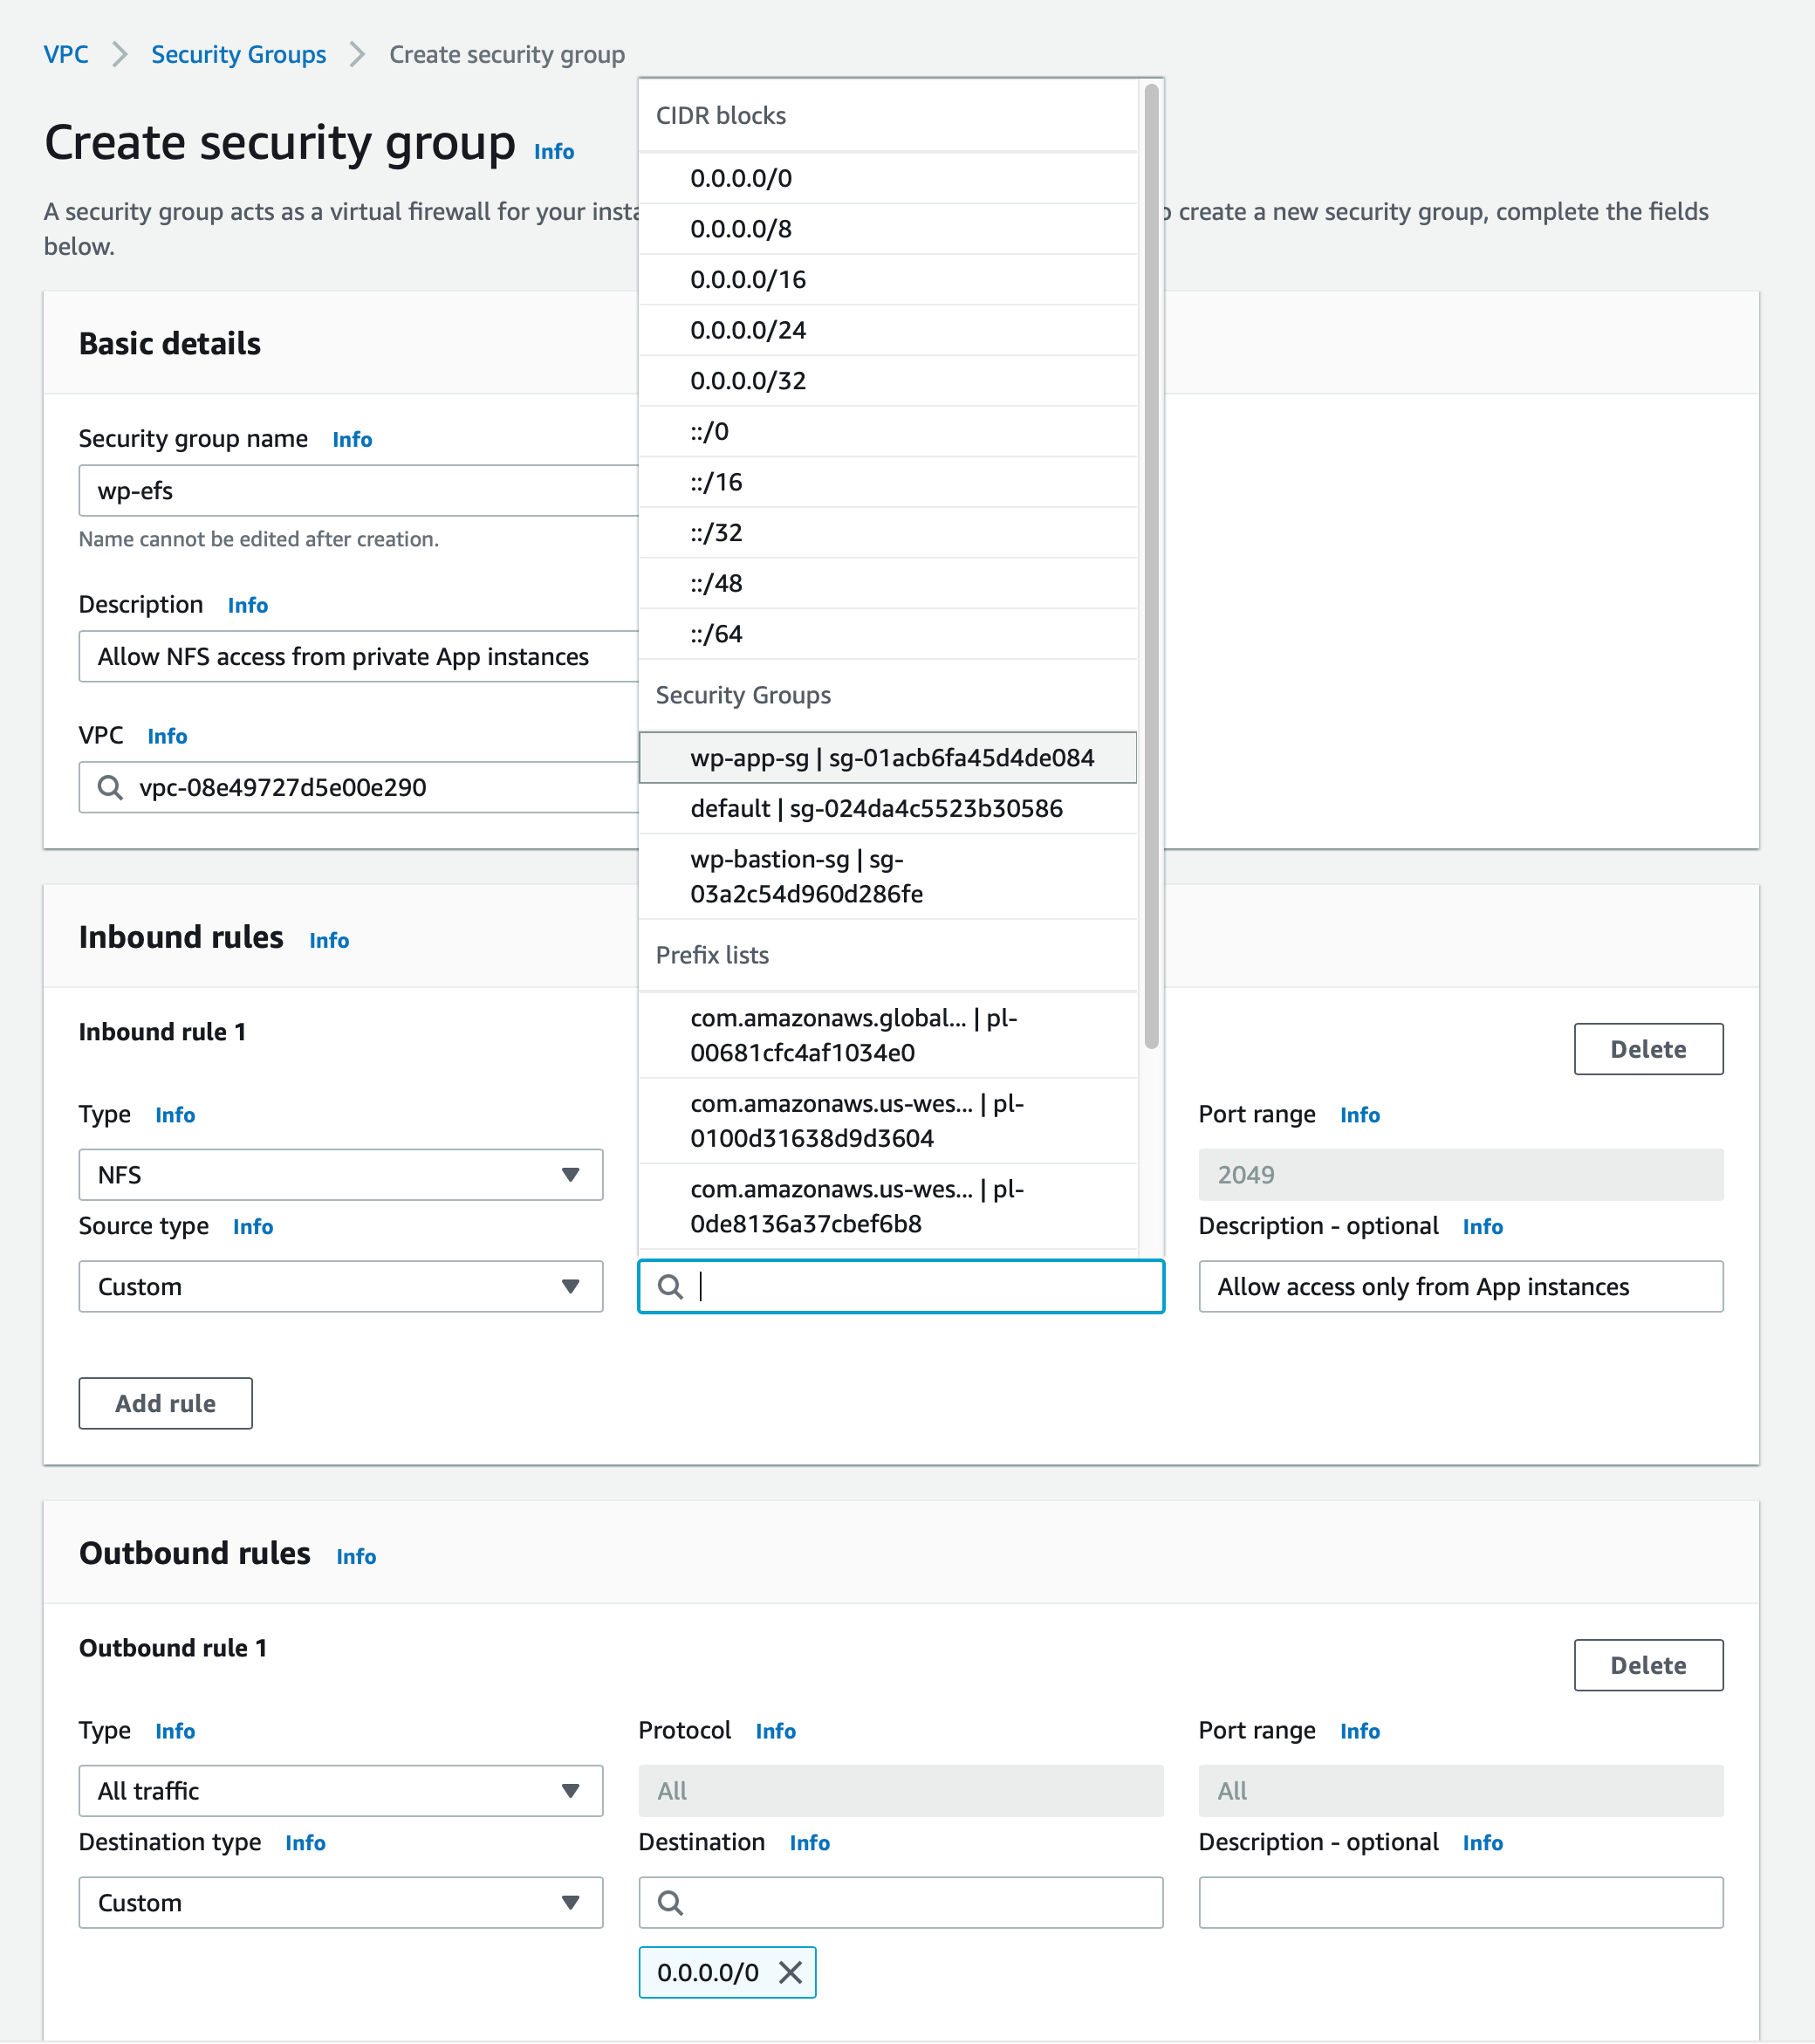 VPC > Security Groups > Create security group
Create security group Info
A security group acts as a virtual firewall for your
create a new security group, complete the fields
below.
Basic details
Security group name Info
wp-efs
Name cannot be edited after creation.
Description Info
Allow NFS access from private App instances
VPC Info
vpc-08e49727d5e00e290
CIDR blocks
0.0.0.0/0
0.0.0.0/8
0.0.0.0/16
0.0.0.0/24
0.0.0.0/32
::/0
::/16
::/32
::/48
::/64
Security Groups
wp-app-sg | sg-01acb6fa45d4de084
default | sg-024da4c5523b30586
wp-bastion-sg | sg-
03a2c54d960d286fe
Prefix lists
com.amazonaws.global... | pl-
00681cfc4af1034e0
com.amazonaws.us-wes... | pl-
0100d31638d9d3604
com.amazonaws.us-wes... | pl-
0de8136a37cbef6b8
Inbound rules Info
Inbound rule 1
Delete
Type Info
Port range Info
NFS
2049
Source type Info
Description - optional Info
Custom
Allow access only from App instances
Add rule
Outbound rules Info
Outbound rule 1
Delete
Type Info
Protocol Info
Port range Info
All traffic
All
All
Destination type Info
Destination Info
Description - optional Info
Custom
0.0.0.0/0